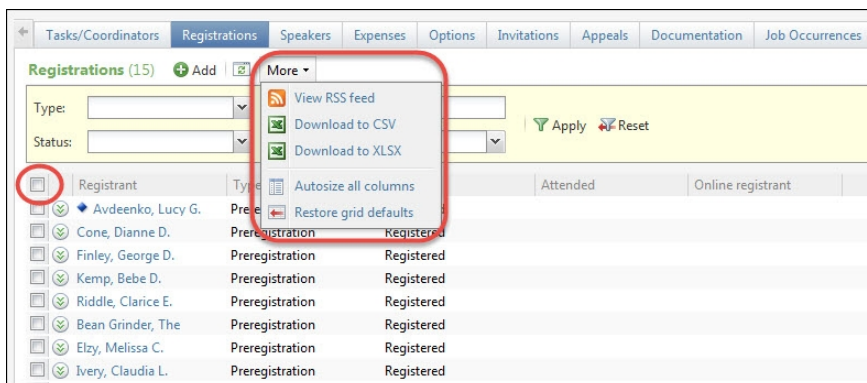 Tasks/Coordinators Registrations Speakers Expenses Options Invitations Appeals Documentation Job Occurrences
Registrations (15) Add More
Type:
View RSS feed
Download to CSV
Apply Reset
Status:
Download to XLSX
Registrant Type Autosize all columns Attended Online registrant
Avdeenko, Lucy G. Prere Restore grid defaults
Cone, Dianne D. Preregistration Registered
Finley, George D. Preregistration Registered
Kemp, Bebe D. Preregistration Registered
Riddle, Clarice E. Preregistration Registered
Bean Grinder, The Preregistration Registered
Elzy, Melissa C. Preregistration Registered
Ivery, Claudia L. Preregistration Registered